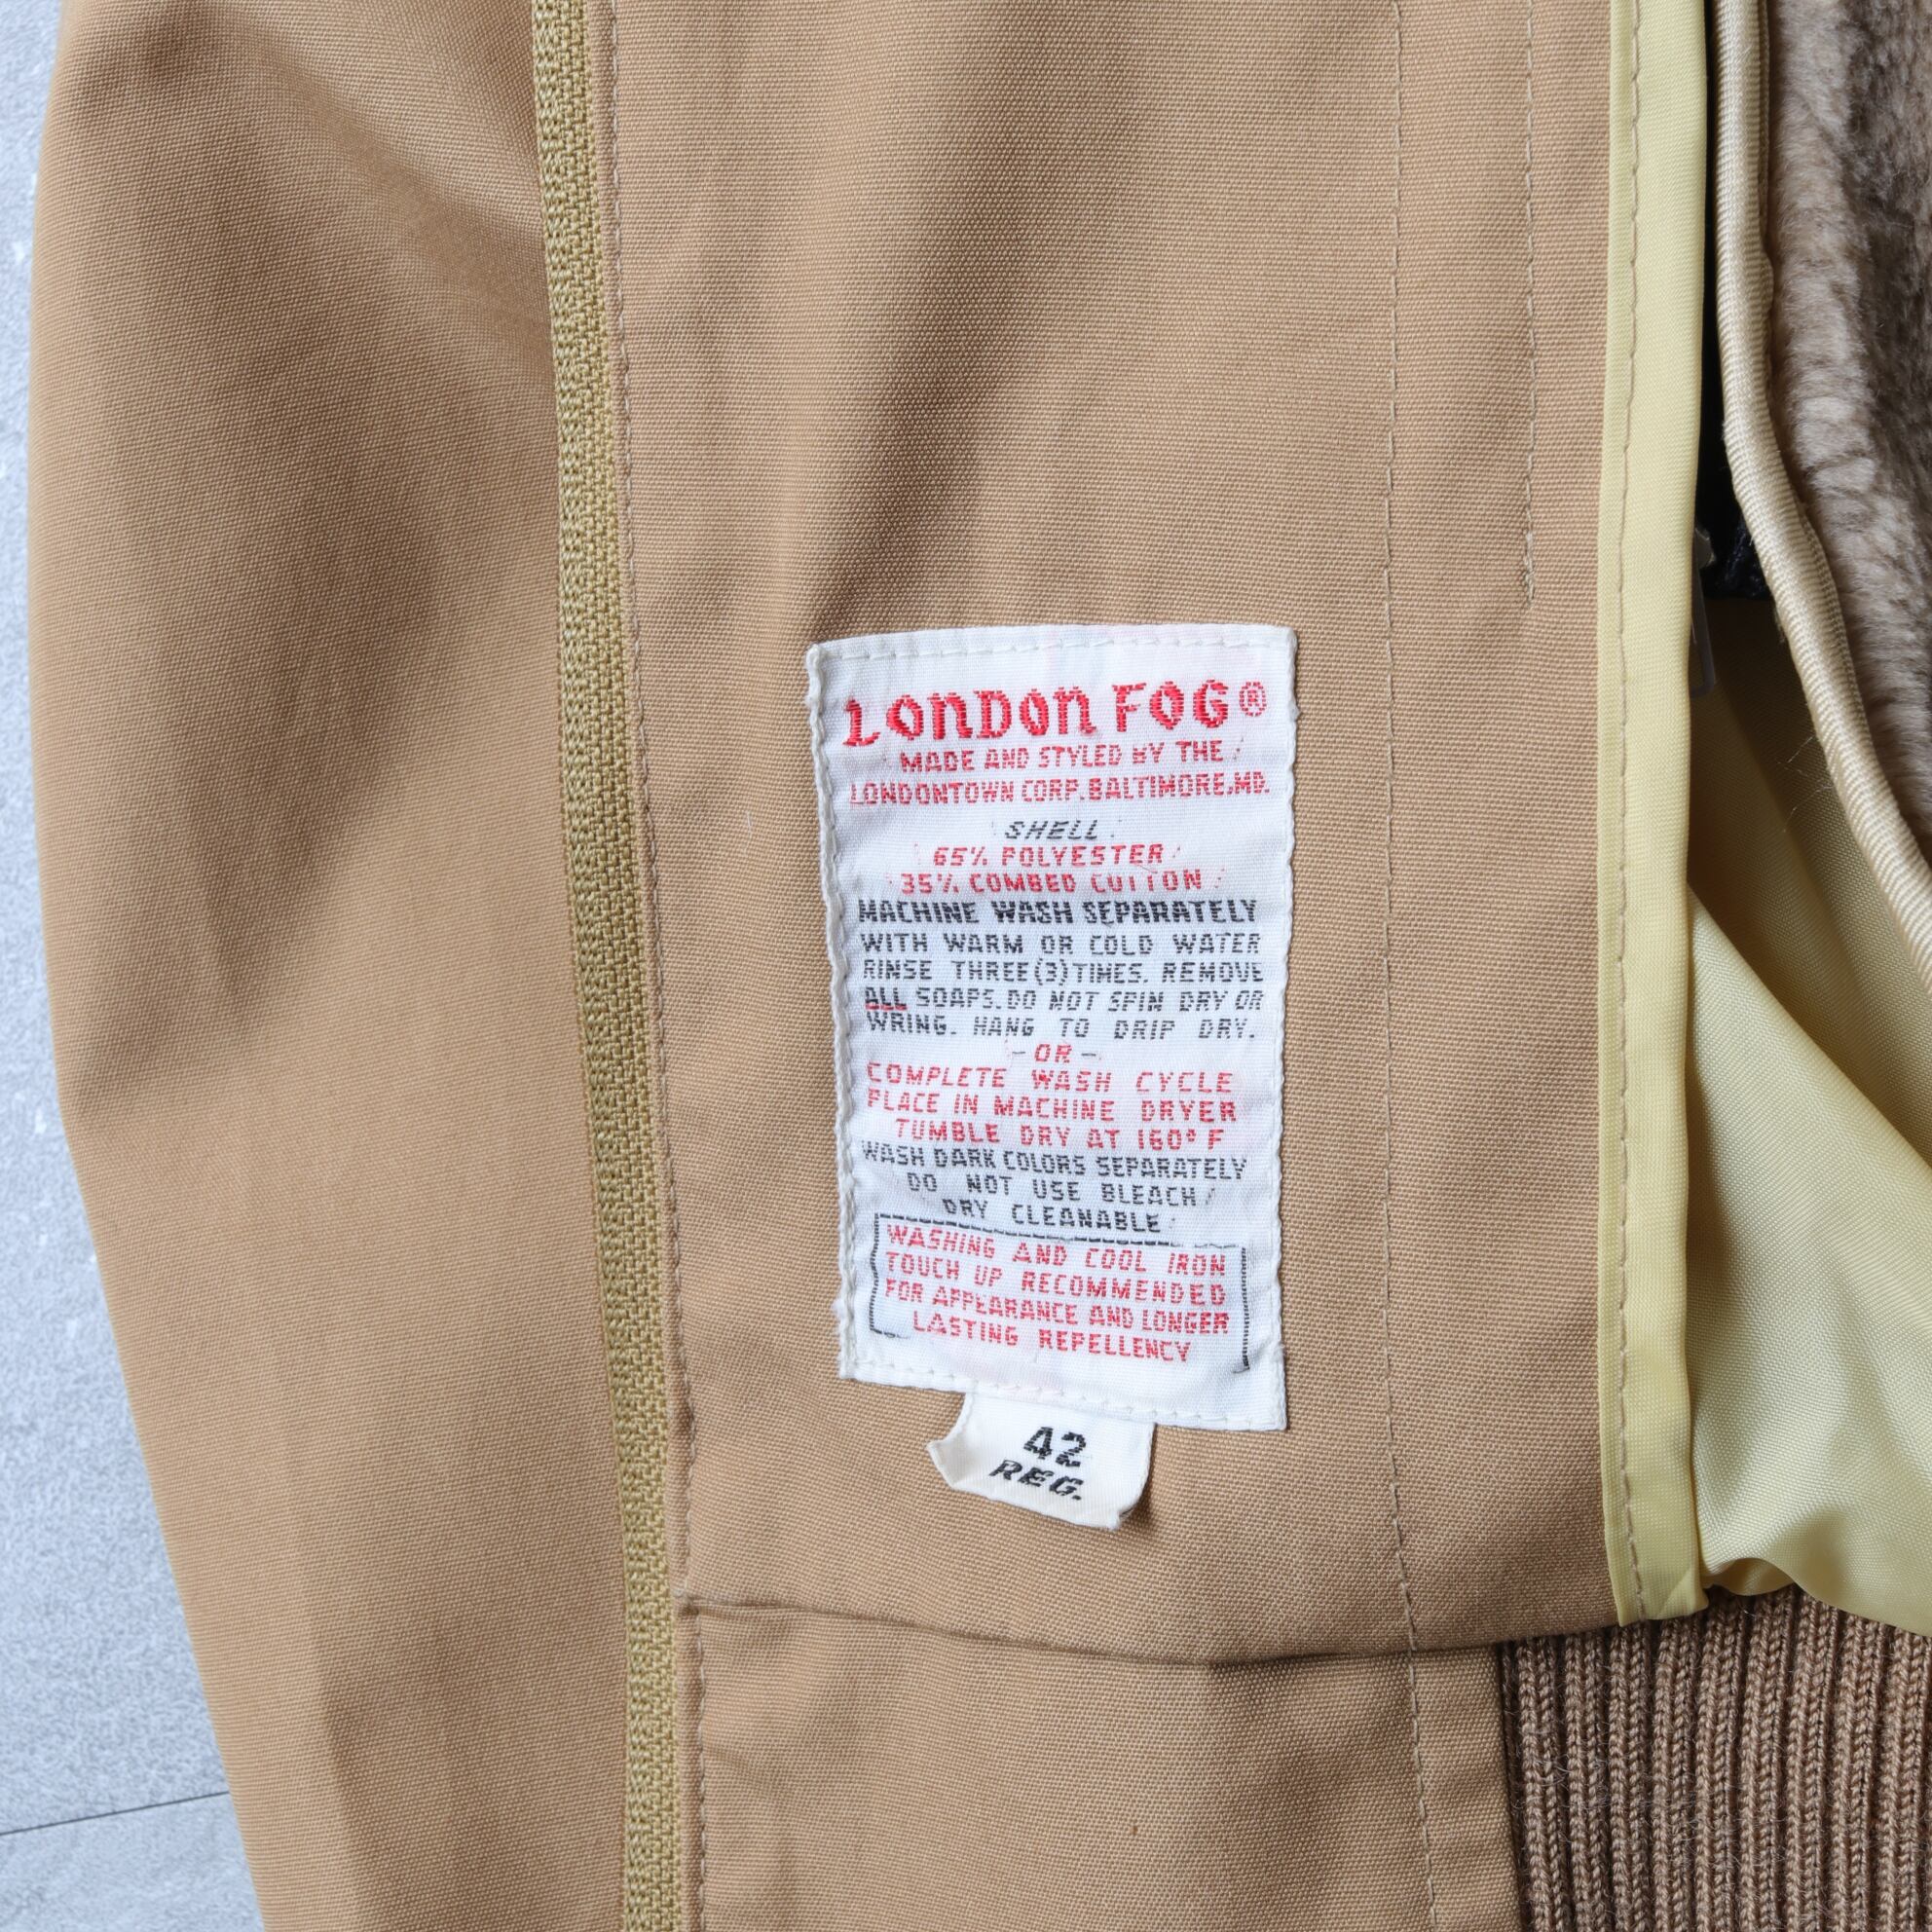 LONDON FOG®
MADE AND STYLED BY THE
LONDONTOWN CORP. BALTIMORE, MD.
SHELL
65% POLYESTER
35% COMBED COTTON
MACHINE WASH SEPARATELY
WITH WARM OR COLD WATER
RINSE THREE (3) TIMES. REMOVE
ALL SOAPS. DO NOT SPIN DRY OR
WRING. HANG TO DRIP DRY.
-OR-
COMPLETE WASH CYCLE
PLACE IN MACHINE DRYER
TUMBLE DRY AT 160° F
WASH DARK COLORS SEPARATELY
DO NOT USE BLEACH
DRY CLEANABLE
WASHING AND COOL IRON
TOUCH UP RECOMMENDED
FOR APPEARANCE AND LONGER
LASTING REPELLENCY
42
REG.